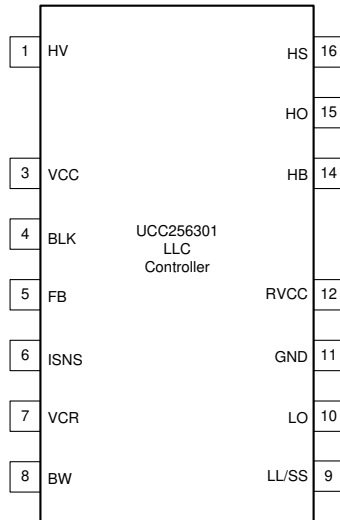 1 HV
HS 16
HO 15
3 VCC
HB 14
4 BLK
UCC256301
LLC
Controller
5 FB
RVCC 12
6 ISNS
GND 11
7 VCR
LO 10
8 BW
LL/SS 9